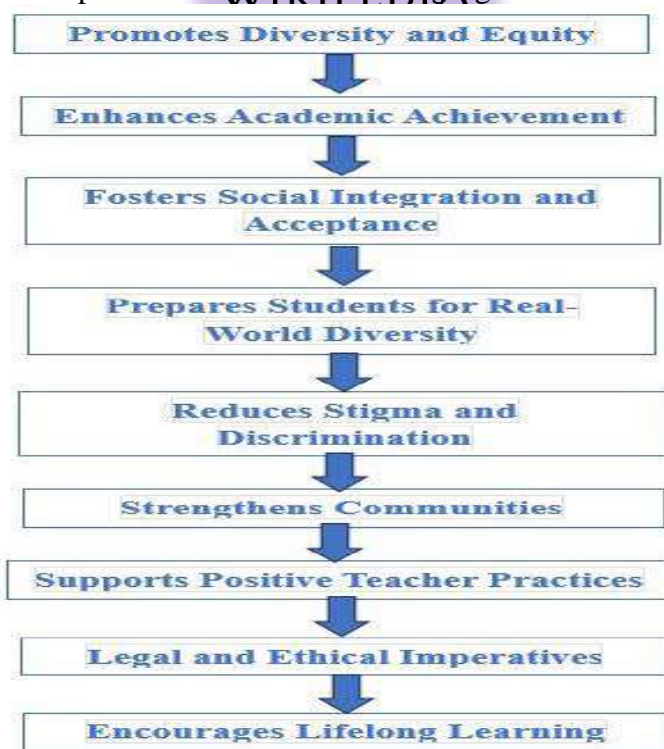 Promotes Diversity and Equity
Enhances Academic Achievement
Fosters Social Integration and
Acceptance
Prepares Students for Real-
World Diversity
Reduces Stigma and
Discrimination
Strengthens Communities
Supports Positive Teacher Practices
Legal and Ethical Imperatives
Encourages Lifelong Learning